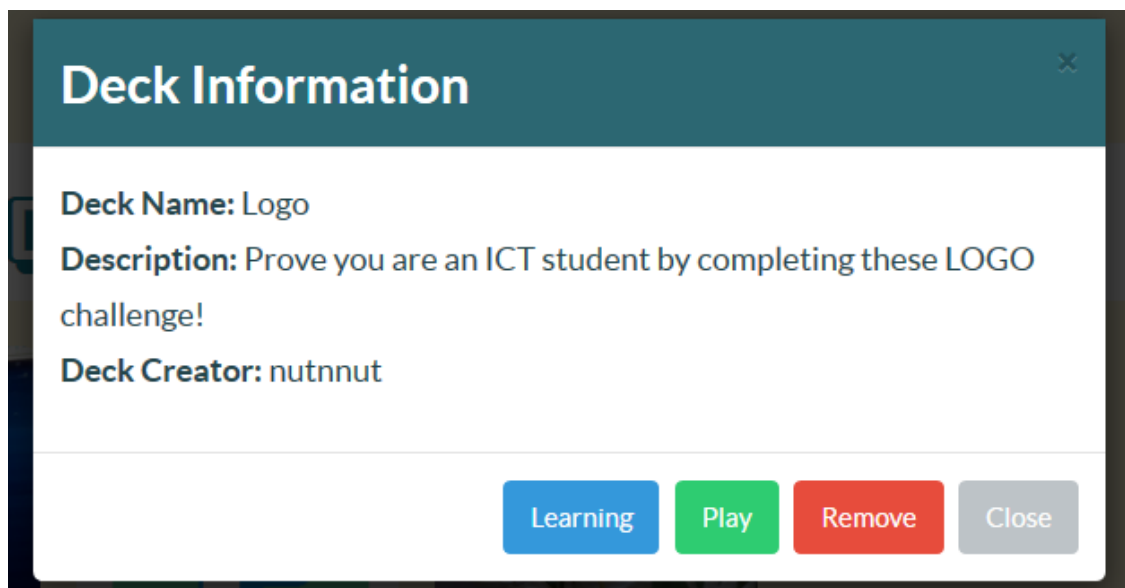 Deck Information
×
Deck Name: Logo
Description: Prove you are an ICT student by completing these LOGO
challenge!
Deck Creator: nutnnut
Learning Play Remove Close